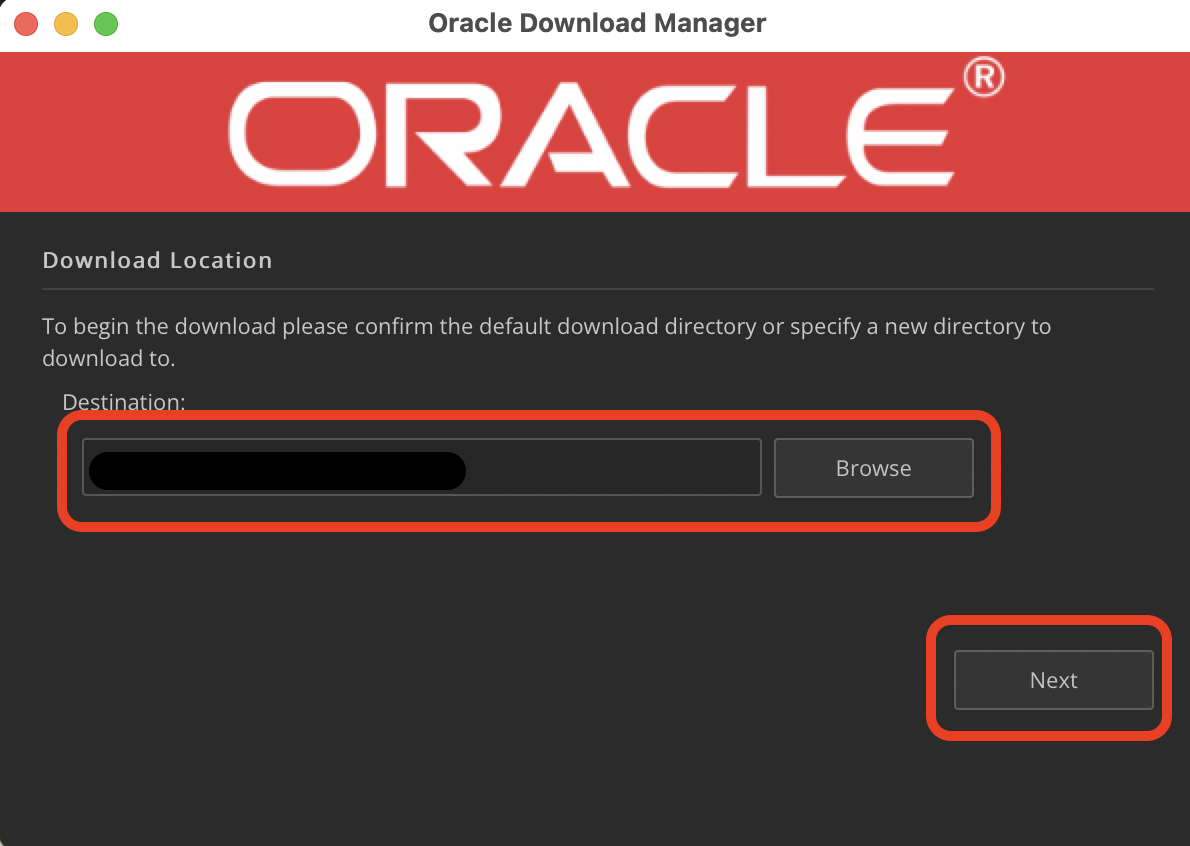 Oracle Download Manager
ORACLE®
Download Location
To begin the download please confirm the default download directory or specify a new directory to
download to.
Destination:
Browse
Next